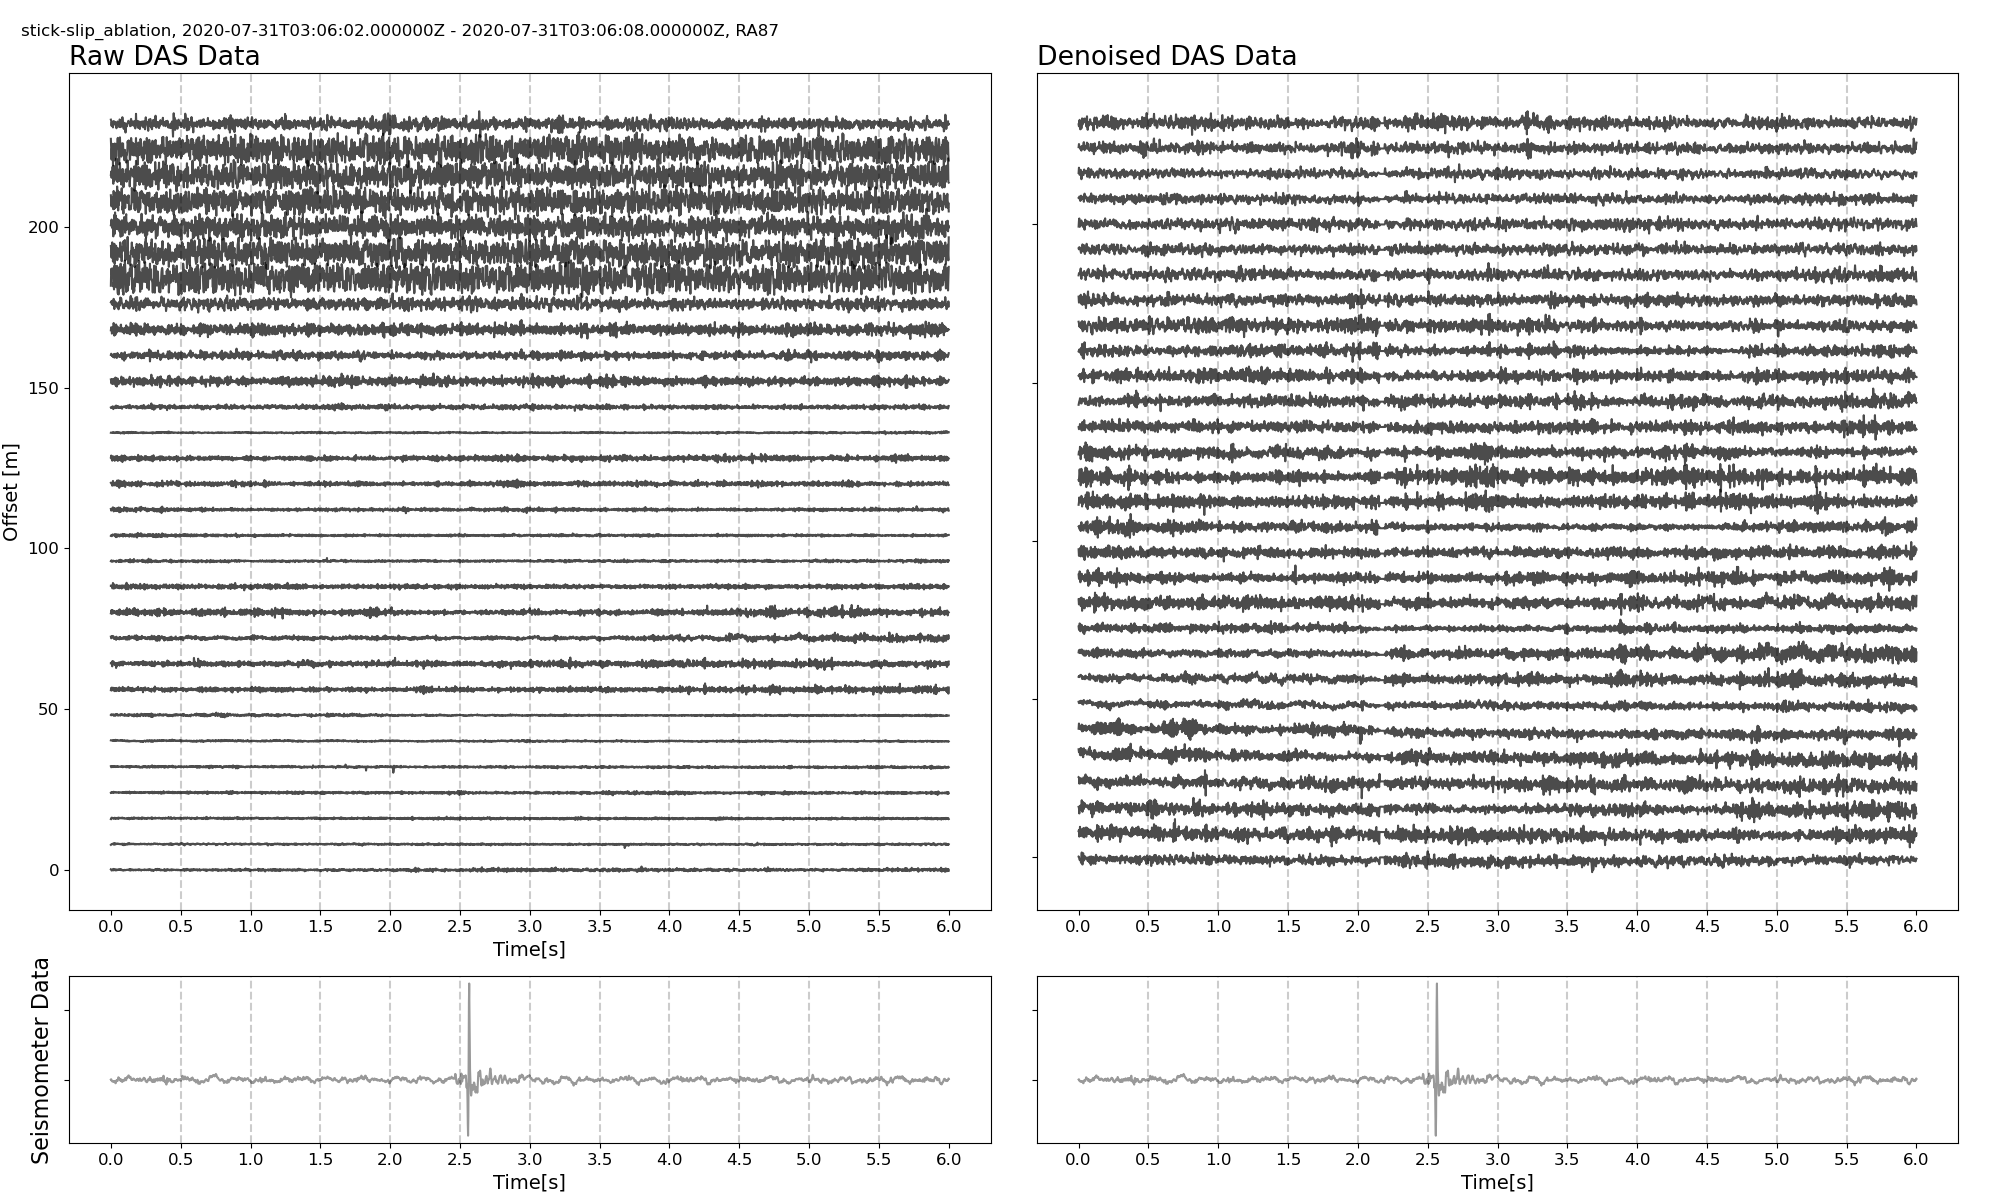 stick-slip_ablation, 2020-07-31T03:06:02.000000Z - 2020-07-31T03:06:08.000000Z, RA87
Raw DAS Data
Denoised DAS Data
Offset [m]
200
150
100
50
0
0.0 0.5 1.0 1.5 2.0 2.5 3.0 3.5 4.0 4.5 5.0 5.5 6.0
Time[s]
0.0 0.5 1.0 1.5 2.0 2.5 3.0 3.5 4.0 4.5 5.0 5.5 6.0
Seismometer Data
0.0 0.5 1.0 1.5 2.0 2.5 3.0 3.5 4.0 4.5 5.0 5.5 6.0
Time[s]
0.0 0.5 1.0 1.5 2.0 2.5 3.0 3.5 4.0 4.5 5.0 5.5 6.0
Time[s]